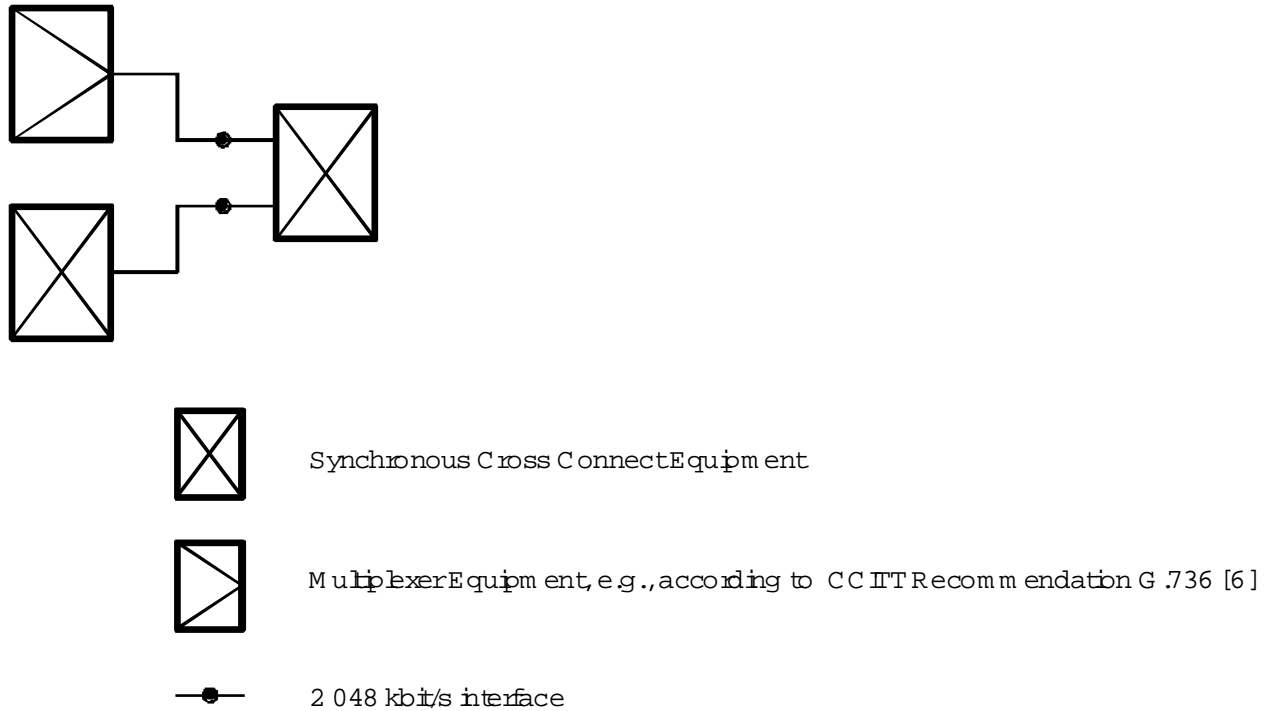 Synchronous Cross Connect Equipment
Multiplexer Equipment, e.g., according to CCITT Recommendation G.736 [6]
2 048 kbit/s interface